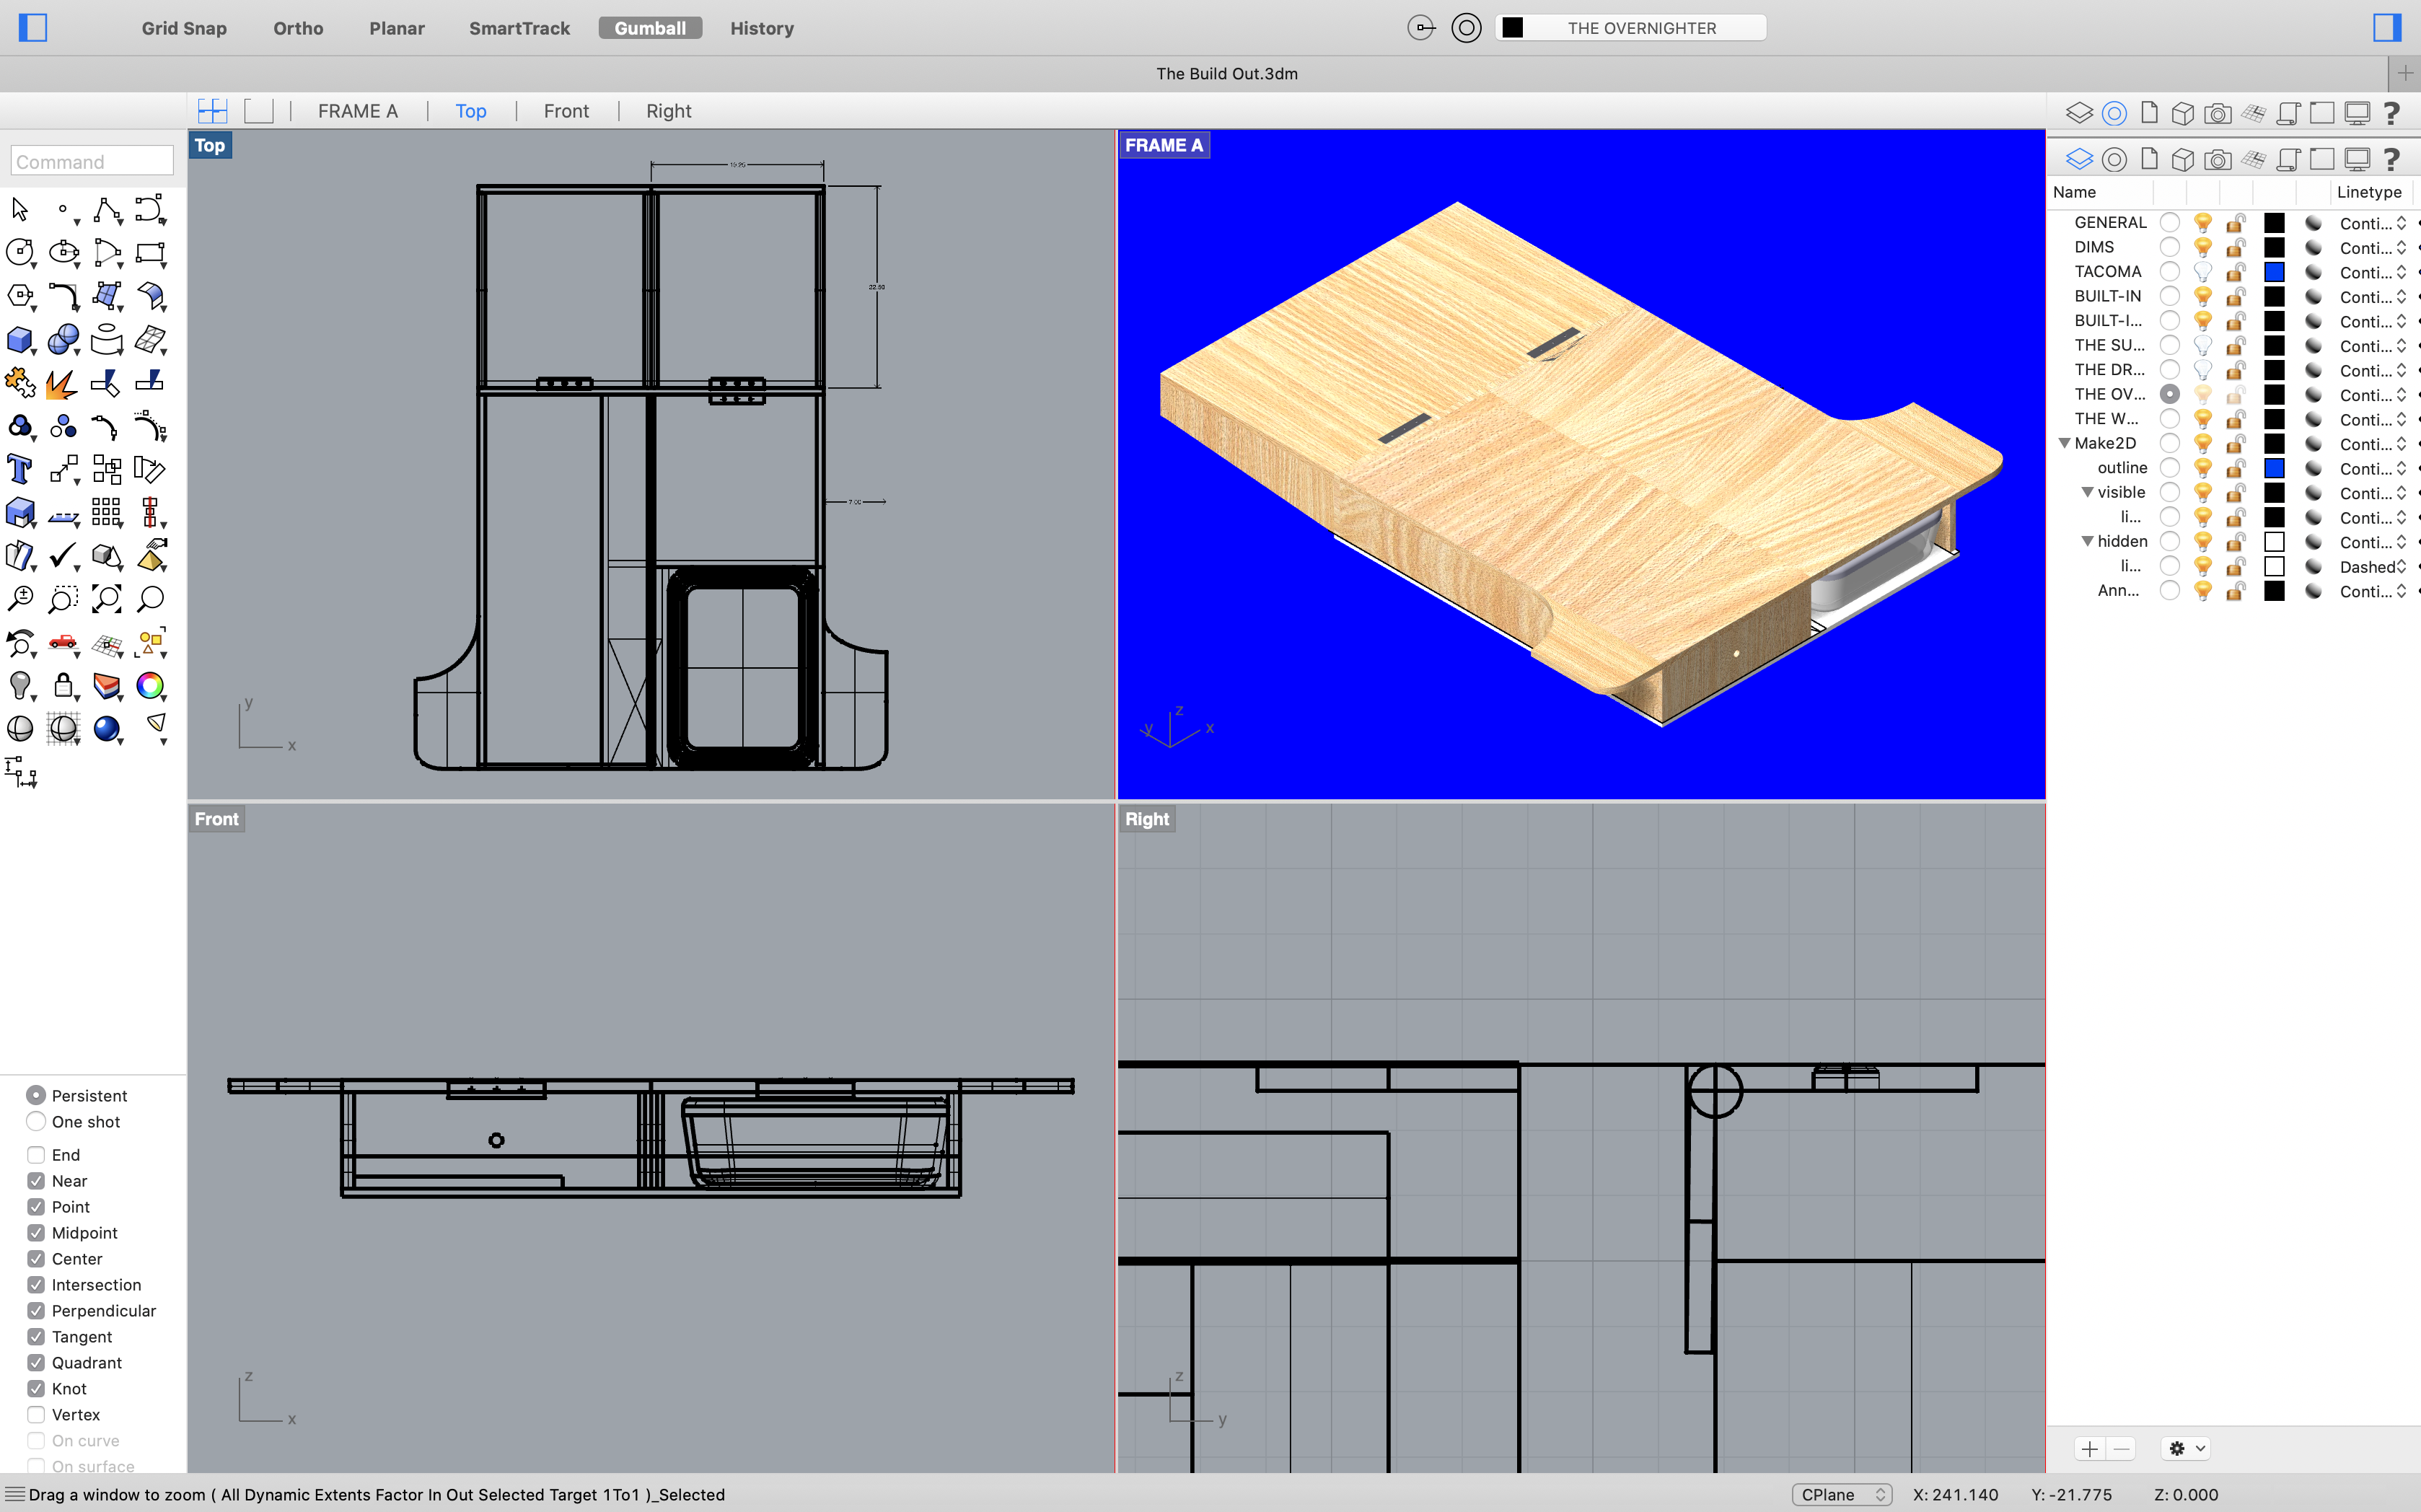 Grid Snap Ortho Planar SmartTrack Gumball History THE OVERNIGHTER
The Build Out.3dm
FRAME A Top Front Right
Command
Top
22.50
7.00
y
x
FRAME A
z
y
x
Front
z
x
Right
z
y
Name Linetype
GENERAL Conti...
DIMS Conti...
TACOMA Conti...
BUILT-IN Conti...
BUILT-I... Conti...
THE SU... Conti...
THE DR... Conti...
THE OV... Conti...
THE W... Conti...
Make2D Conti...
outline Conti...
visible Conti...
li... Conti...
hidden Conti...
li... Dashed
Ann... Conti...
Persistent
One shot
End
Near
Point
Midpoint
Center
Intersection
Perpendicular
Tangent
Quadrant
Knot
Vertex
On curve
On surface
Drag a window to zoom ( All Dynamic Extents Factor In Out Selected Target 1To1 )_Selected
CPlane X: 241.140 Y: -21.775 Z: 0.000